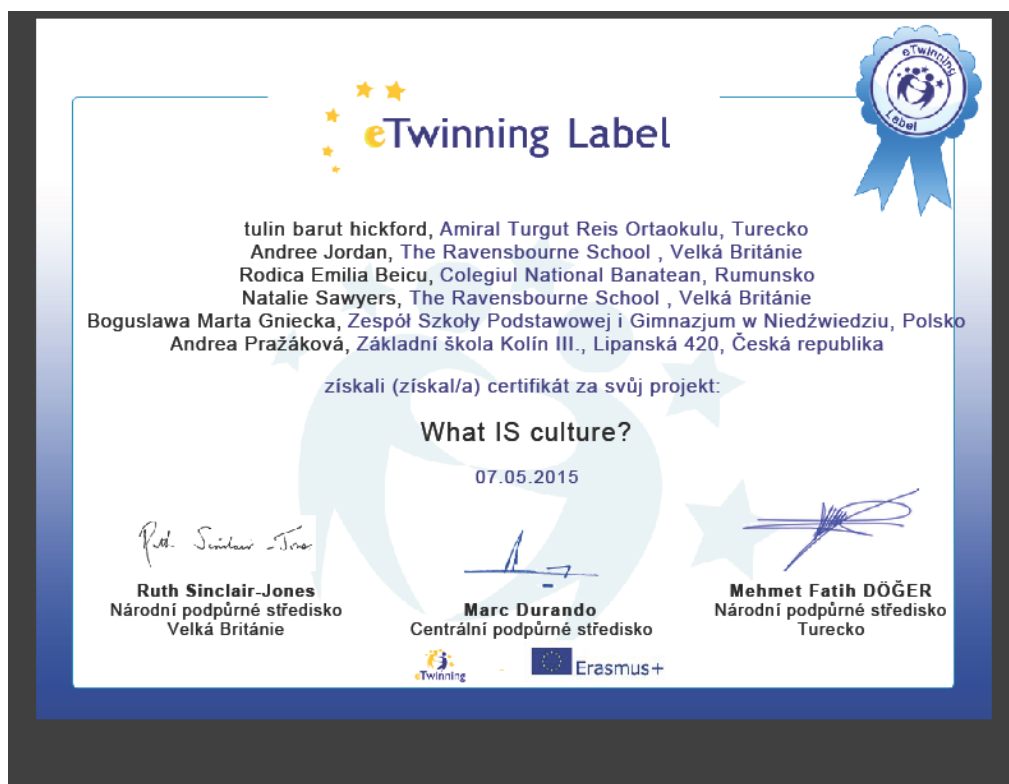 eTwinning Label
eTwinning
Label
tulin barut hickford, Amiral Turgut Reis Ortaokulu, Turecko
Andree Jordan, The Ravensbourne School , Velká Británie
Rodica Emilia Beicu, Colegiul National Banatean, Rumunsko
Natalie Sawyers, The Ravensbourne School , Velká Británie
Boguslawa Marta Gniecka, Zespół Szkoły Podstawowej i Gimnazjum w Niedźwiedziu, Polsko
Andrea Pražáková, Základní škola Kolín III., Lipanská 420, Česká republika
získali (získal/a) certifikát za svůj projekt:
What IS culture?
07.05.2015
Ruth Sinclair-Jones
Ruth Sinclair-Jones
Národní podpůrné středisko
Velká Británie
Marc Durando
Centrální podpůrné středisko
Mehmet Fatih DÖĞER
Národní podpůrné středisko
Turecko
eTwinning
Erasmus+